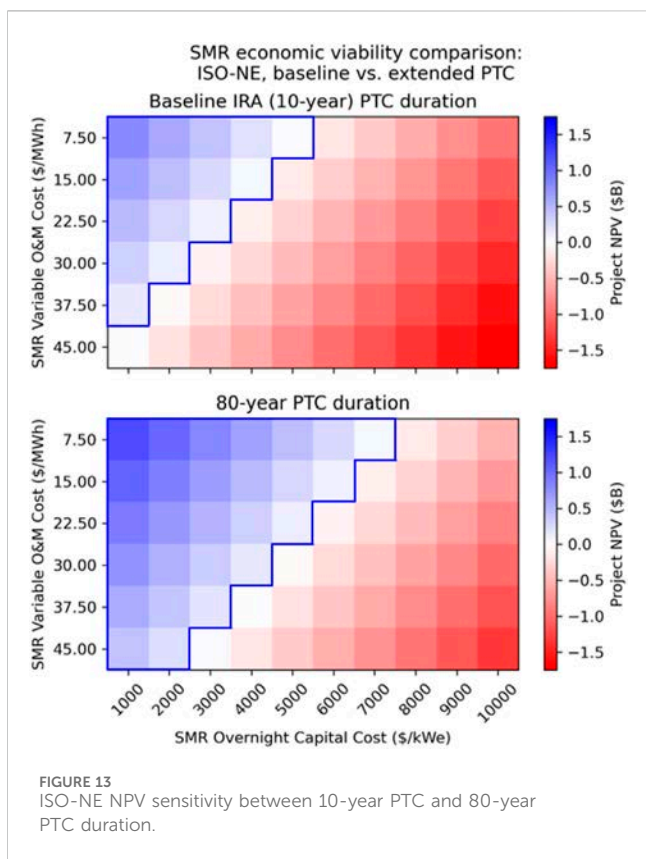 SMR economic viability comparison:
ISO-NE, baseline vs. extended PTC
Baseline IRA (10-year) PTC duration
SMR Variable O&M Cost ($/MWh)
7.50
15.00
22.50
30.00
37.50
45.00
1.5
1.0
0.5
0.0
−0.5
−1.0
−1.5
Project NPV ($B)
80-year PTC duration
SMR Variable O&M Cost ($/MWh)
7.50
15.00
22.50
30.00
37.50
45.00
1.5
1.0
0.5
0.0
−0.5
−1.0
−1.5
Project NPV ($B)
1000 2000 3000 4000 5000 6000 7000 8000 9000 10000
SMR Overnight Capital Cost ($/kWe)
FIGURE 13
ISO-NE NPV sensitivity between 10-year PTC and 80-year
PTC duration.